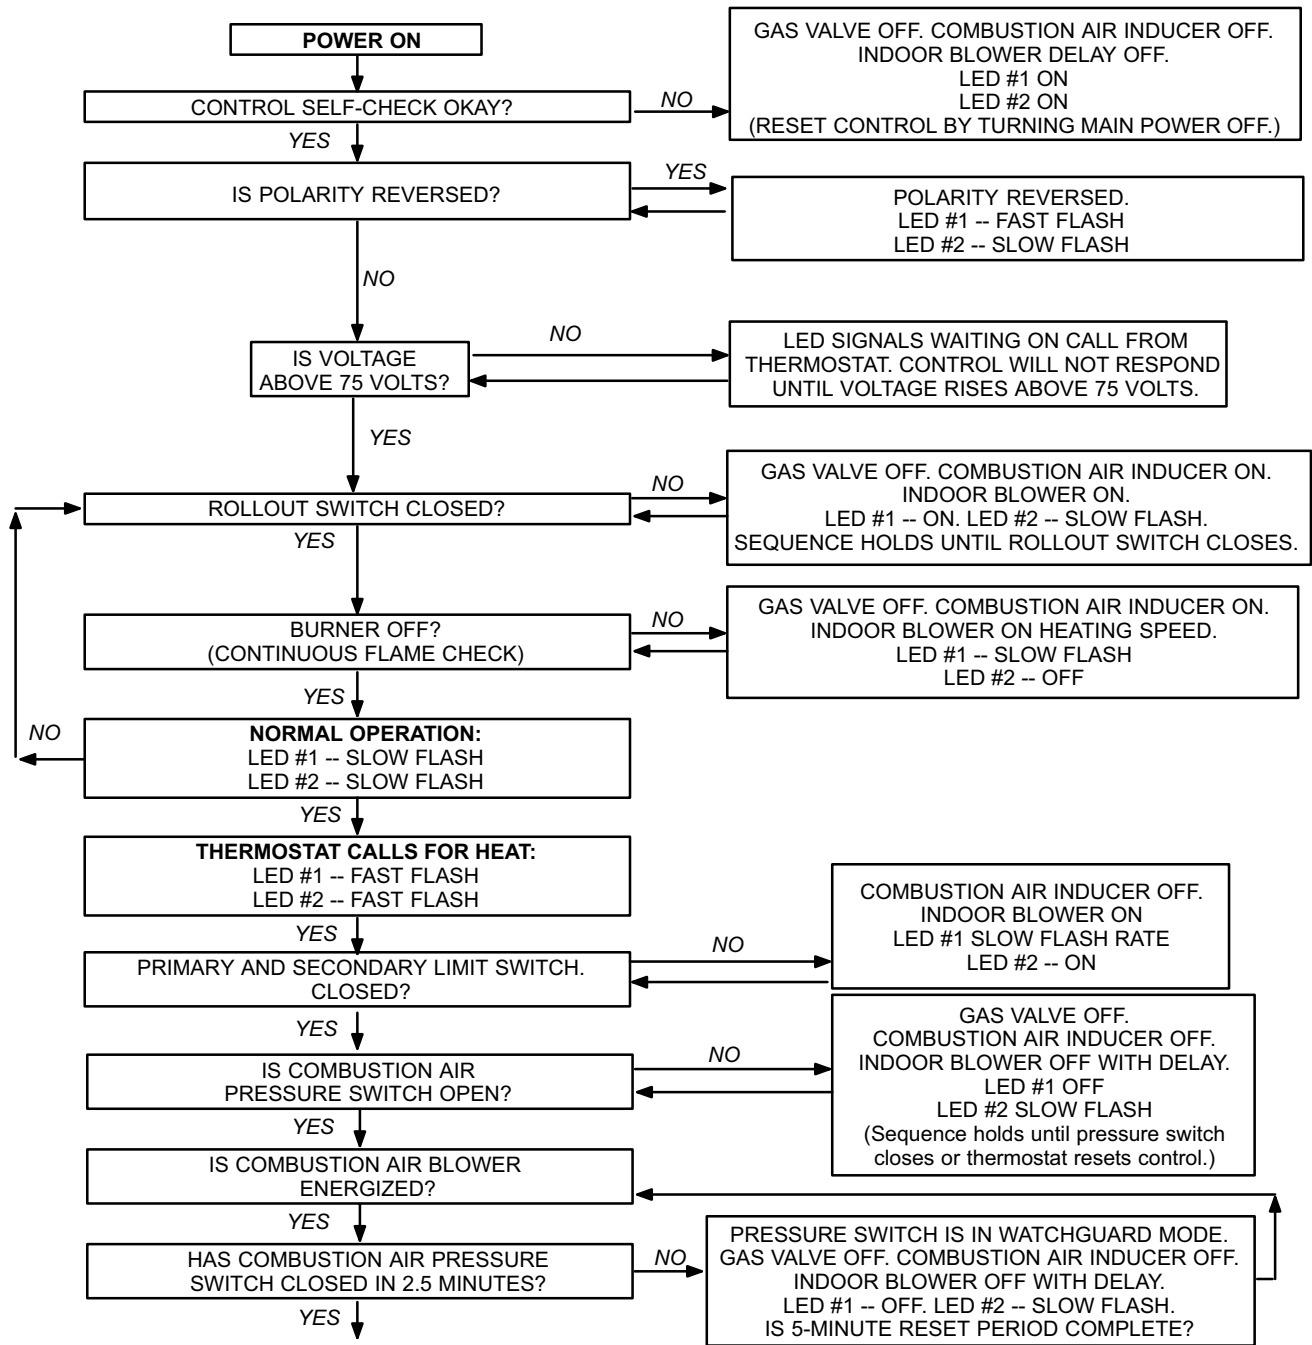 POWER ON
GAS VALVE OFF. COMBUSTION AIR INDUCER OFF.
INDOOR BLOWER DELAY OFF.
LED #1 ON
LED #2 ON
(RESET CONTROL BY TURNING MAIN POWER OFF.)
CONTROL SELF-CHECK OKAY?
NO
YES
IS POLARITY REVERSED?
YES
POLARITY REVERSED.
LED #1 -- FAST FLASH
LED #2 -- SLOW FLASH
NO
IS VOLTAGE
ABOVE 75 VOLTS?
NO
LED SIGNALS WAITING ON CALL FROM
THERMOSTAT. CONTROL WILL NOT RESPOND
UNTIL VOLTAGE RISES ABOVE 75 VOLTS.
YES
ROLLOUT SWITCH CLOSED?
NO
GAS VALVE OFF. COMBUSTION AIR INDUCER ON.
INDOOR BLOWER ON.
LED #1 -- ON. LED #2 -- SLOW FLASH.
SEQUENCE HOLDS UNTIL ROLLOUT SWITCH CLOSES.
YES
BURNER OFF?
(CONTINUOUS FLAME CHECK)
NO
GAS VALVE OFF. COMBUSTION AIR INDUCER ON.
INDOOR BLOWER ON HEATING SPEED.
LED #1 -- SLOW FLASH
LED #2 -- OFF
YES
NO
NORMAL OPERATION:
LED #1 -- SLOW FLASH
LED #2 -- SLOW FLASH
YES
THERMOSTAT CALLS FOR HEAT:
LED #1 -- FAST FLASH
LED #2 -- FAST FLASH
YES
PRIMARY AND SECONDARY LIMIT SWITCH.
CLOSED?
NO
COMBUSTION AIR INDUCER OFF.
INDOOR BLOWER ON
LED #1 SLOW FLASH RATE
LED #2 -- ON
YES
IS COMBUSTION AIR
PRESSURE SWITCH OPEN?
NO
GAS VALVE OFF.
COMBUSTION AIR INDUCER OFF.
INDOOR BLOWER OFF WITH DELAY.
LED #1 OFF
LED #2 SLOW FLASH
(Sequence holds until pressure switch
closes or thermostat resets control.)
YES
IS COMBUSTION AIR BLOWER
ENERGIZED?
YES
HAS COMBUSTION AIR PRESSURE
SWITCH CLOSED IN 2.5 MINUTES?
NO
PRESSURE SWITCH IS IN WATCHGUARD MODE.
GAS VALVE OFF. COMBUSTION AIR INDUCER OFF.
INDOOR BLOWER OFF WITH DELAY.
LED #1 -- OFF. LED #2 -- SLOW FLASH.
IS 5-MINUTE RESET PERIOD COMPLETE?
YES